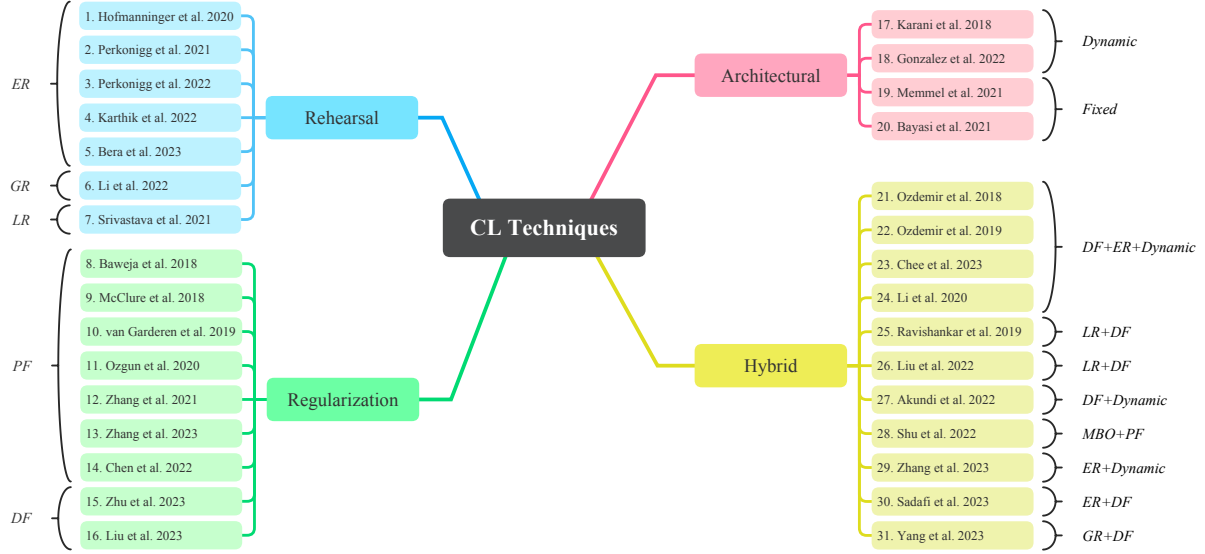 CL Techniques
Rehearsal
ER
1. Hofmanninger et al. 2020
2. Perkonigg et al. 2021
3. Perkonigg et al. 2022
4. Karthik et al. 2022
5. Bera et al. 2023
GR
6. Li et al. 2022
LR
7. Srivastava et al. 2021
Regularization
PF
8. Baweja et al. 2018
9. McClure et al. 2018
10. van Garderen et al. 2019
11. Ozgun et al. 2020
12. Zhang et al. 2021
13. Zhang et al. 2023
14. Chen et al. 2022
DF
15. Zhu et al. 2023
16. Liu et al. 2023
Architectural
17. Karani et al. 2018
18. Gonzalez et al. 2022
Dynamic
19. Memmel et al. 2021
20. Bayasi et al. 2021
Fixed
Hybrid
21. Ozdemir et al. 2018
22. Ozdemir et al. 2019
23. Chee et al. 2023
24. Li et al. 2020
DF+ER+Dynamic
25. Ravishankar et al. 2019
LR+DF
26. Liu et al. 2022
LR+DF
27. Akundi et al. 2022
DF+Dynamic
28. Shu et al. 2022
MBO+PF
29. Zhang et al. 2023
ER+Dynamic
30. Sadafi et al. 2023
ER+DF
31. Yang et al. 2023
GR+DF